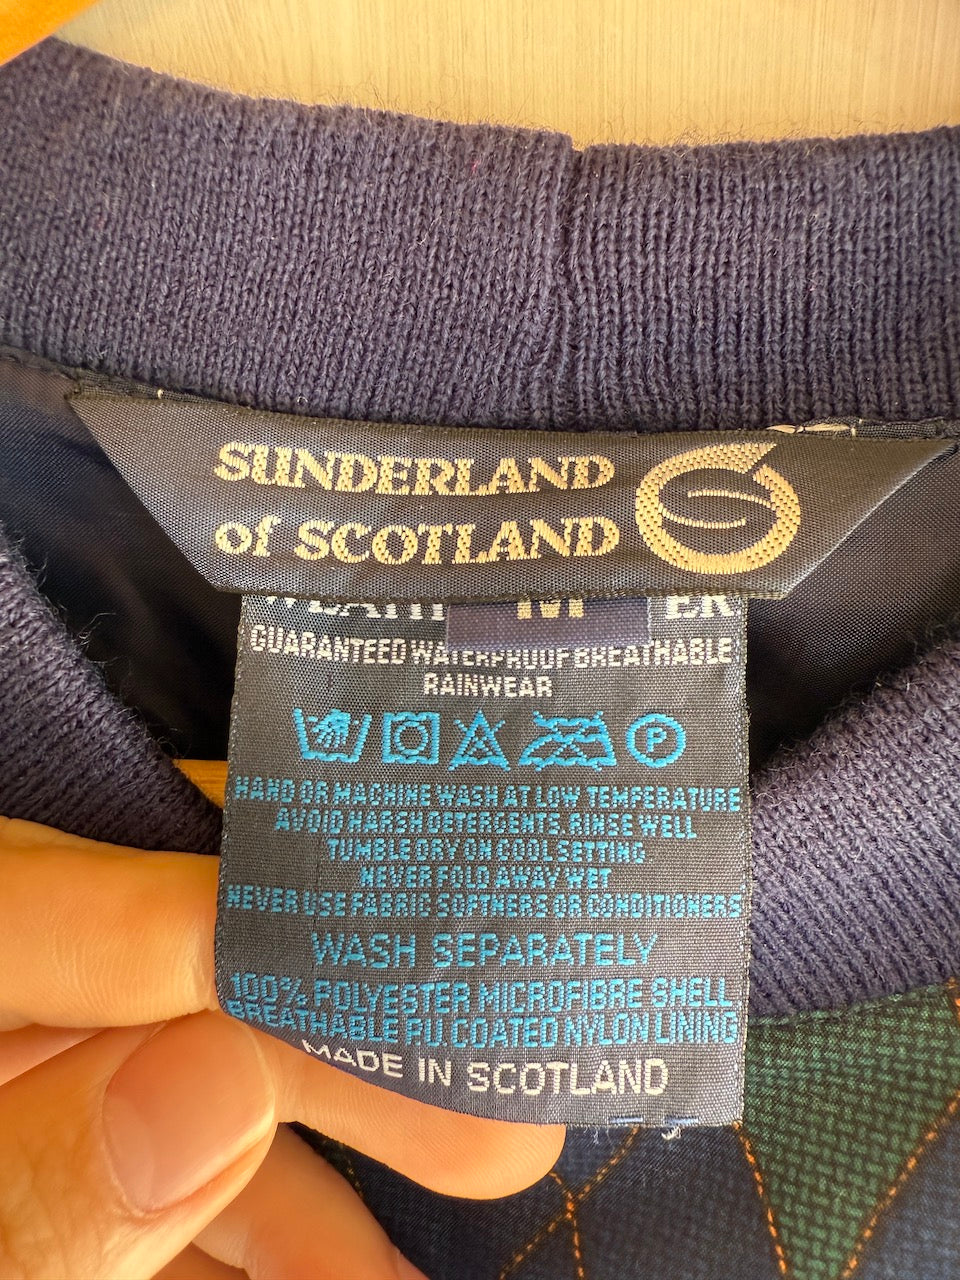 SUNDERLAND
of SCOTLAND
M
GUARANTEED WATERPROOF BREATHABLE
RAINWEAR
P
HAND OR MACHINE WASH AT LOW TEMPERATURE
AVOID HARSH DETERGENTS. RINSE WELL
TUMBLE DRY ON COOL SETTING
NEVER FOLD AWAY WET
NEVER USE FABRIC SOFTNERS OR CONDITIONERS
WASH SEPARATELY
100% POLYESTER MICROFIBRE SHELL
BREATHABLE P.U. COATED NYLON LINING
MADE IN SCOTLAND